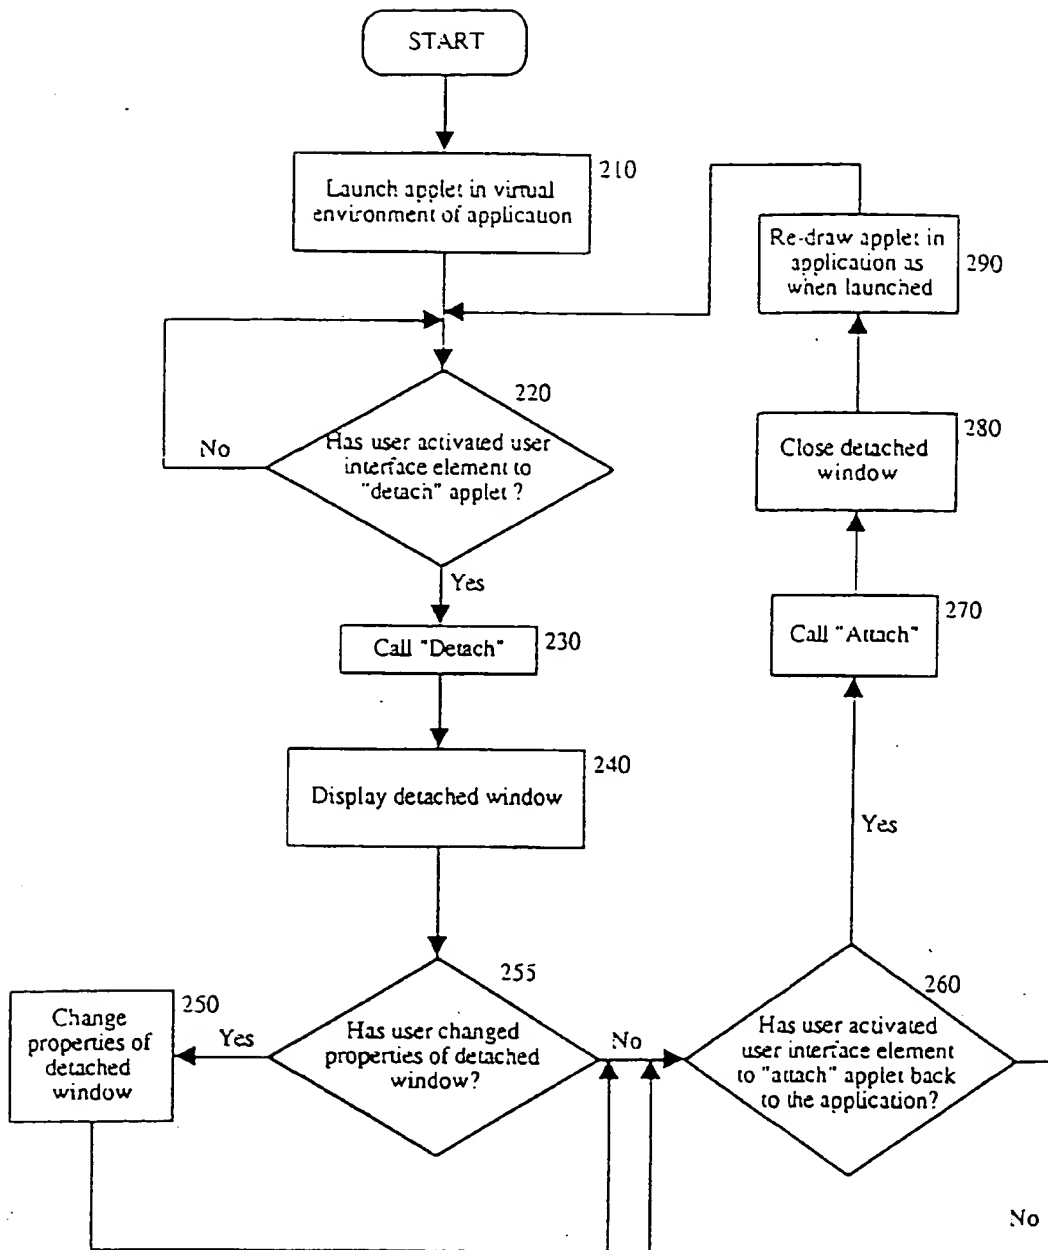 START
210
Launch applet in virtual
environment of application
Re-draw applet in
application as
when launched
290
220
Has user activated user
interface element to
"detach" applet ?
No
280
Close detached
window
Yes
230
Call "Detach"
270
Call "Attach"
240
Display detached window
Yes
255
Has user changed
properties of detached
window?
250
Change
properties of
detached
window
Yes
No
260
Has user activated
user interface element
to "attach" applet back
to the application?
No